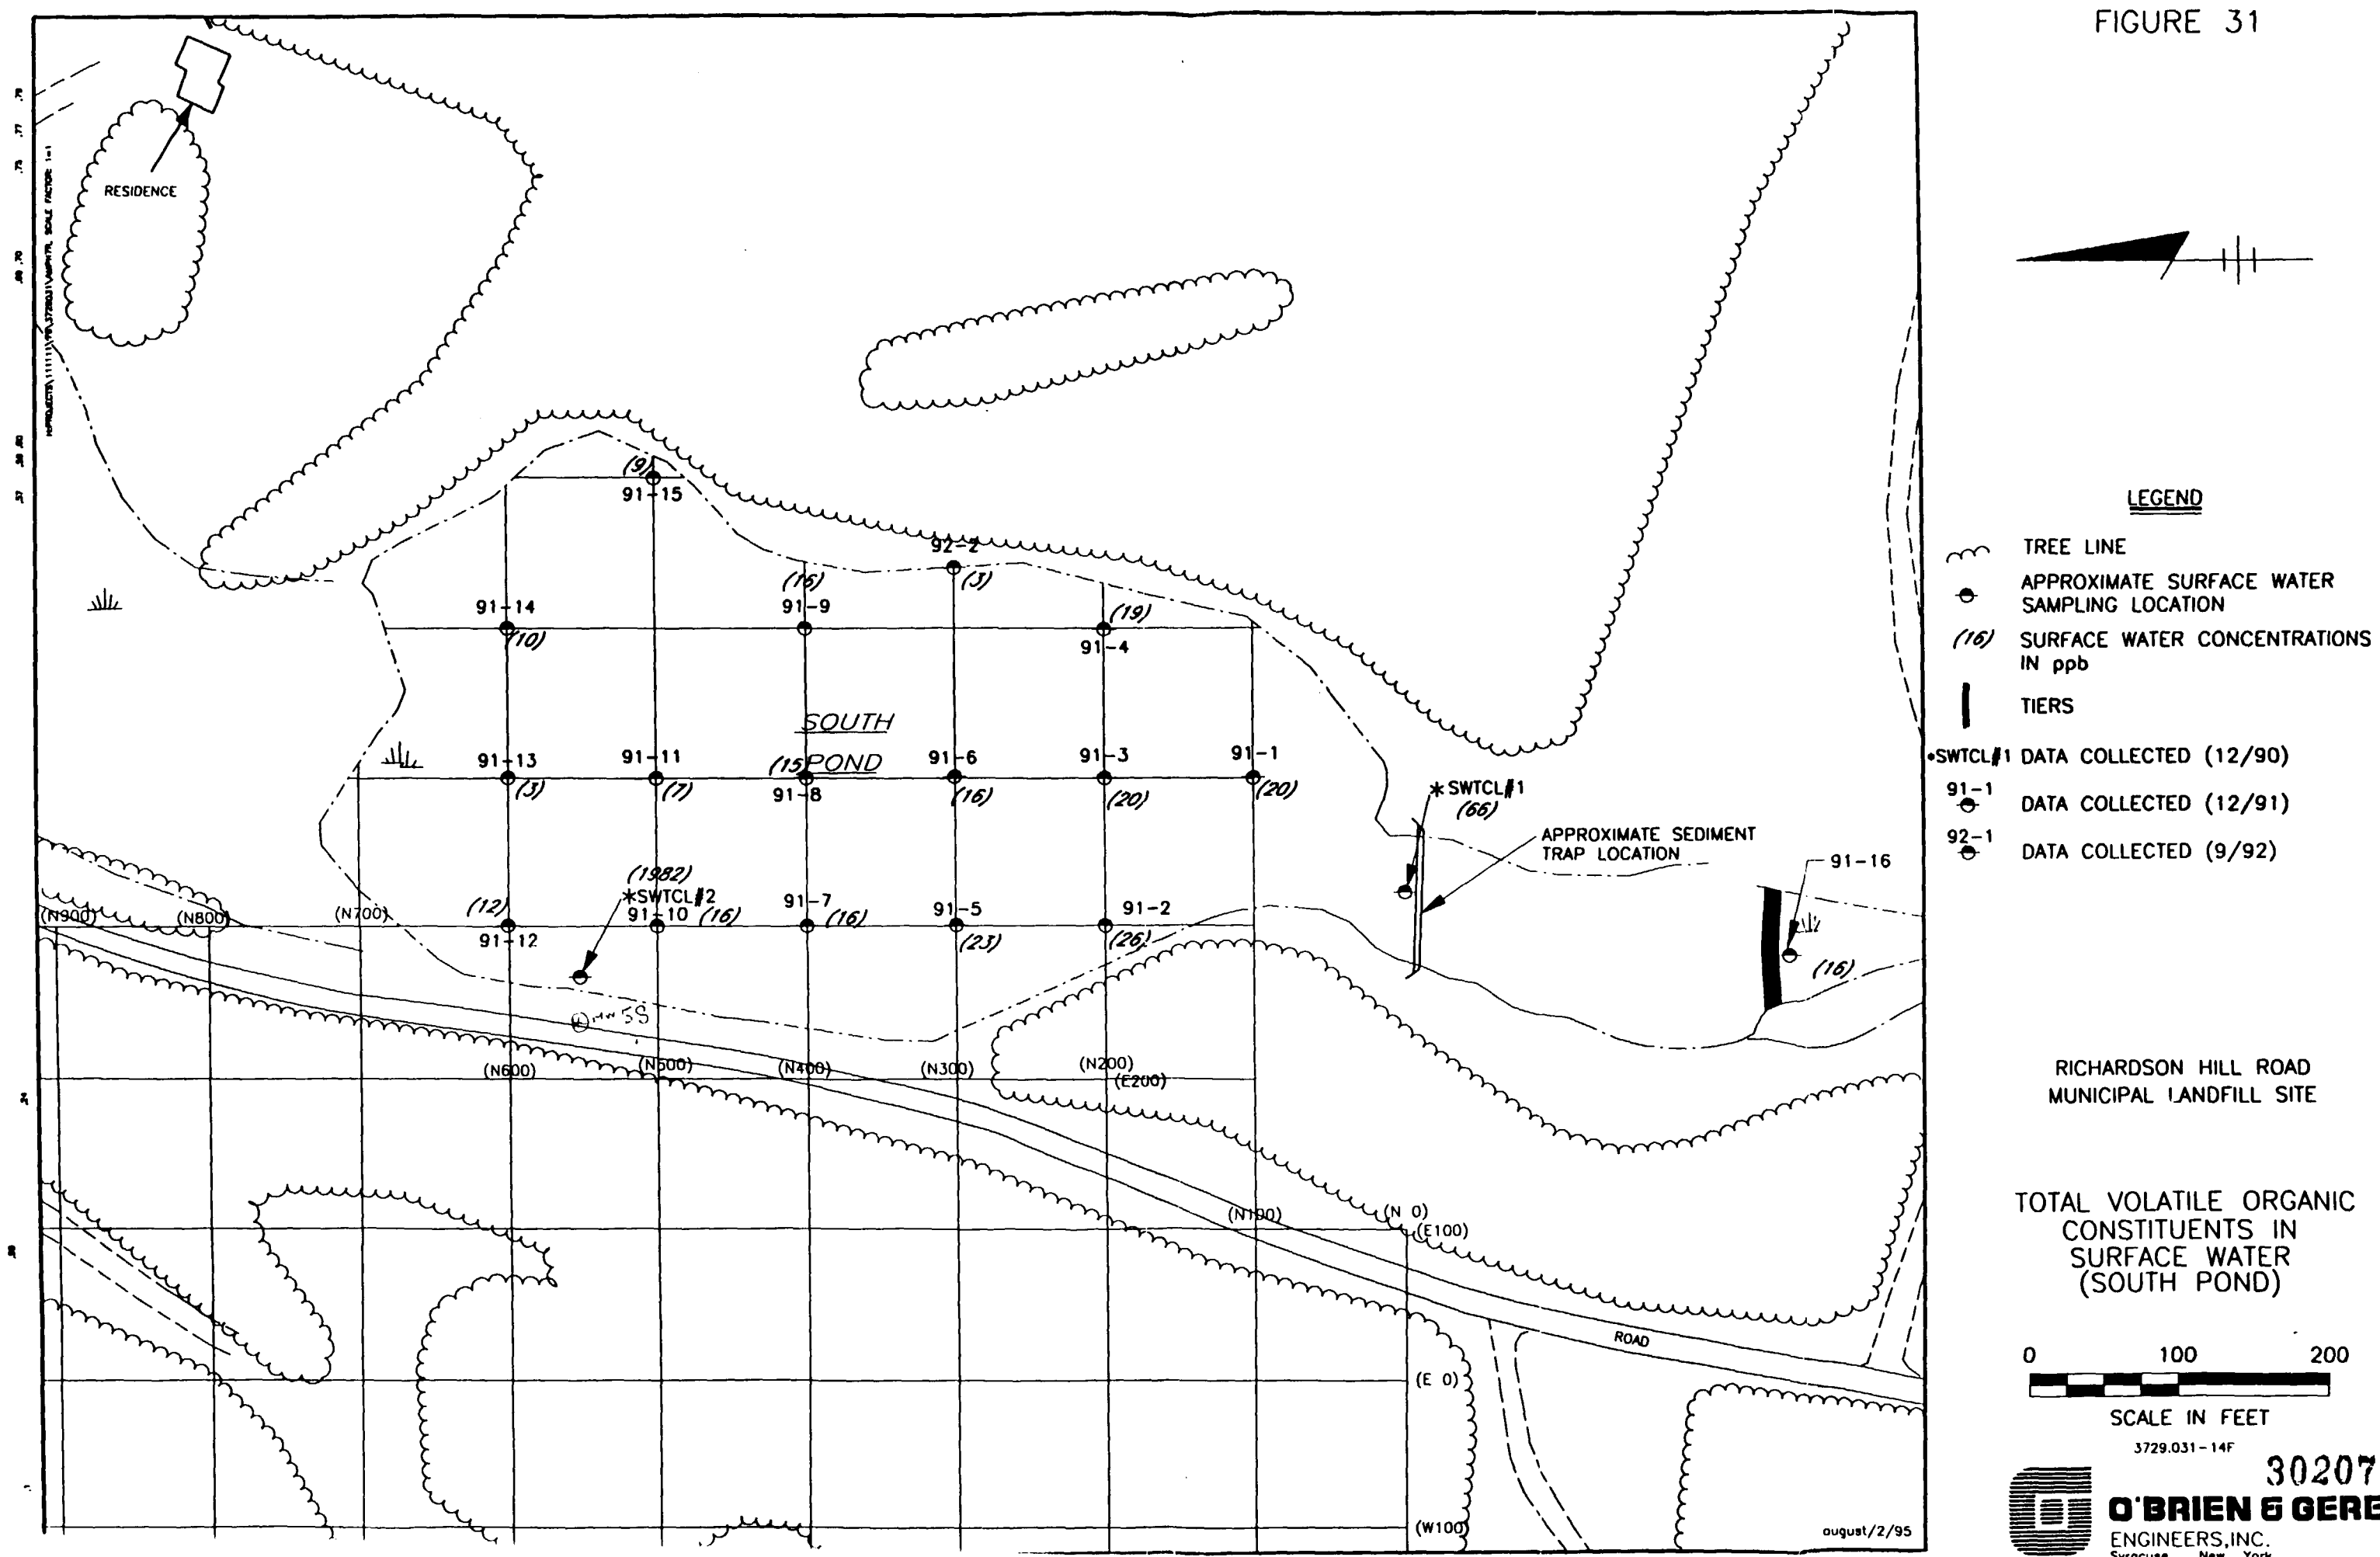 FIGURE 31
RESIDENCE
(9)
91-15
92-2
(3)
(16)
91-9
91-14
(10)
(19)
91-4
SOUTH
POND
91-13
(3)
91-11
(7)
(15)
91-8
91-6
(16)
91-3
(20)
91-1
(20)
*SWTCL#1
(66)
APPROXIMATE SEDIMENT
TRAP LOCATION
91-16
(16)
(1982)
*SWTCL#2
(12)
91-12
91-10 (16)
91-7
(16)
91-5
(23)
91-2
(26)
(N900)
(N800)
(N700)
MW 5S
(N600)
(N500)
(N400)
(N300)
(N200)
(E200)
(N100)
(N 0)
(E100)
ROAD
(E 0)
(W100)
august/2/95
LEGEND
TREE LINE
APPROXIMATE SURFACE WATER
SAMPLING LOCATION
(16) SURFACE WATER CONCENTRATIONS
IN ppb
TIERS
•SWTCL#1 DATA COLLECTED (12/90)
91-1
DATA COLLECTED (12/91)
92-1
DATA COLLECTED (9/92)
RICHARDSON HILL ROAD
MUNICIPAL LANDFILL SITE
TOTAL VOLATILE ORGANIC
CONSTITUENTS IN
SURFACE WATER
(SOUTH POND)
0 100 200
SCALE IN FEET
3729.031-14F
30207
O'BRIEN & GERE
ENGINEERS, INC.
Syracuse New York